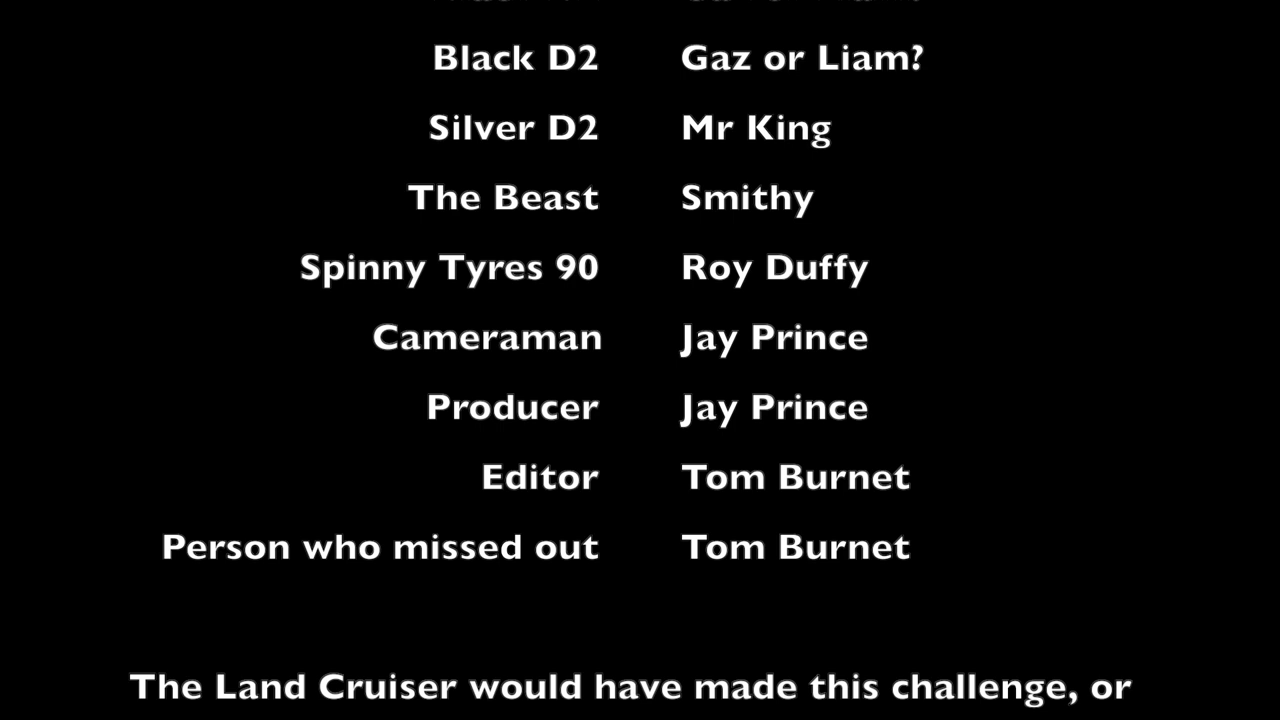 Black D2 Gaz or Liam?
Silver D2 Mr King
The Beast Smithy
Spinny Tyres 90 Roy Duffy
Cameraman Jay Prince
Producer Jay Prince
Editor Tom Burnet
Person who missed out Tom Burnet
The Land Cruiser would have made this challenge, or